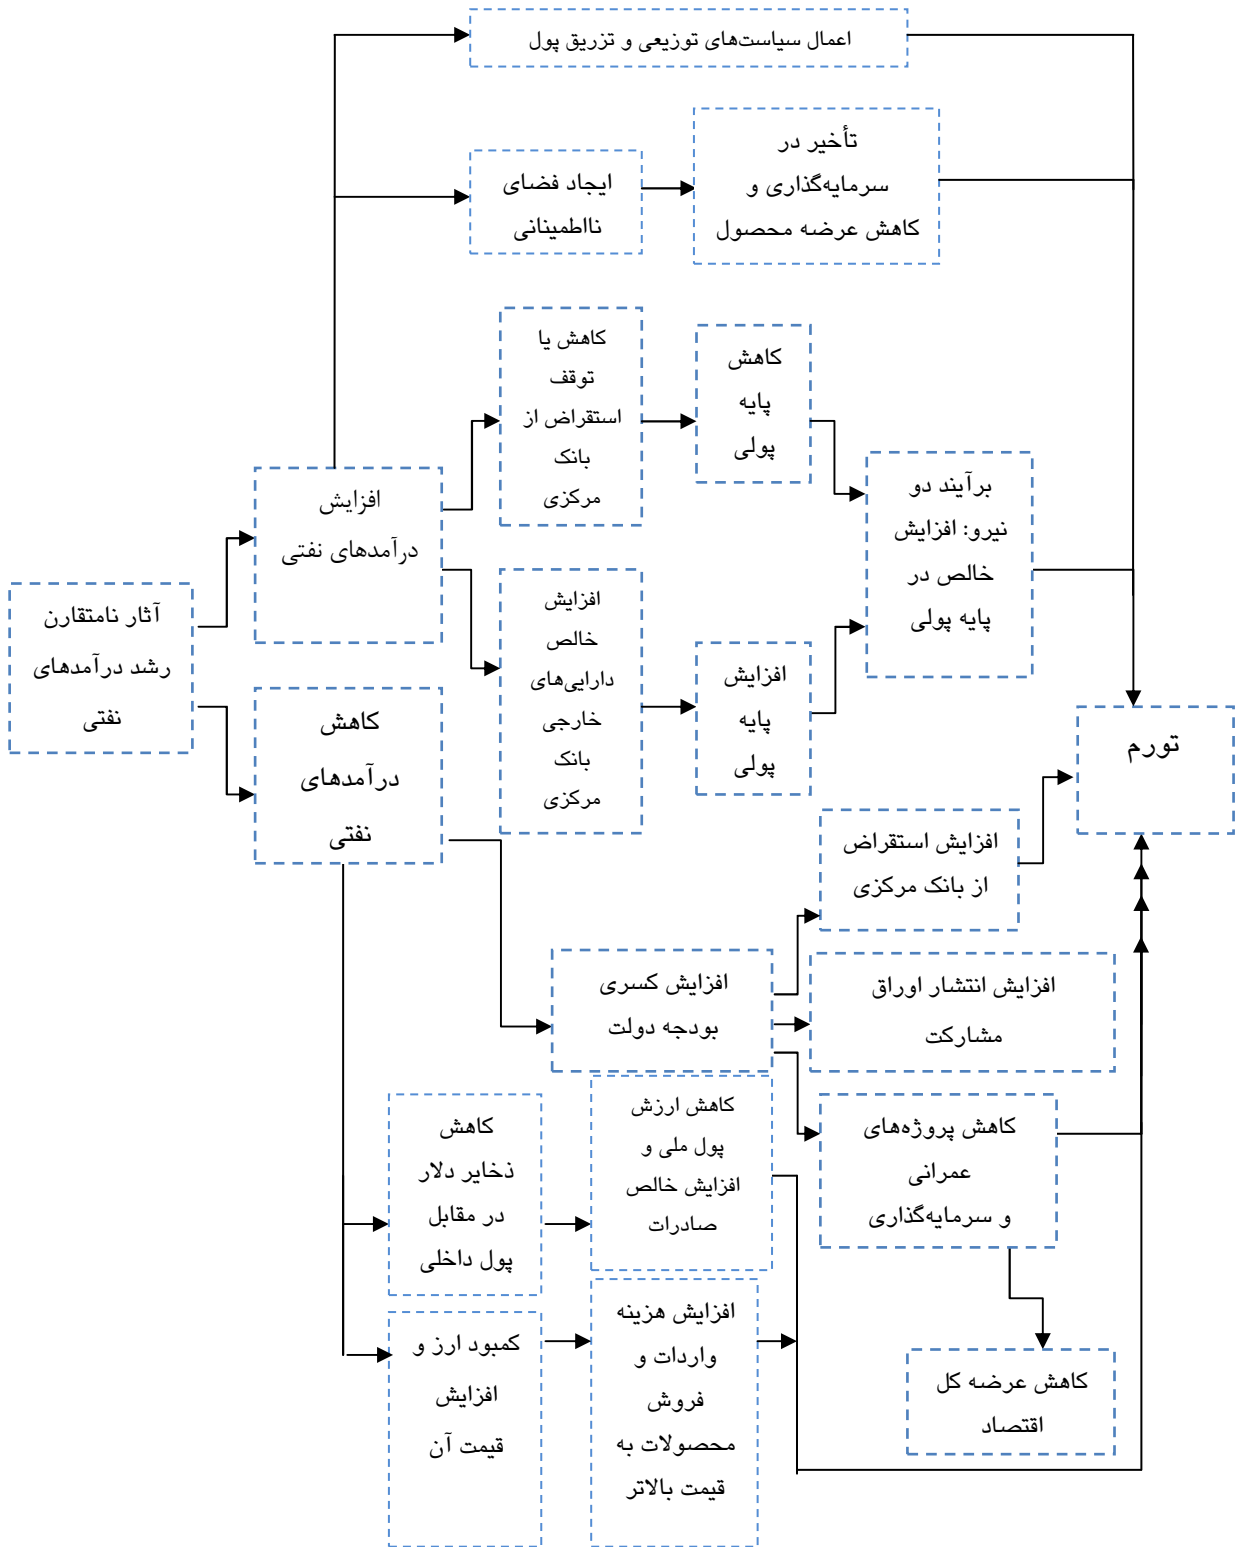 اعمال سیاست‌های توزیعی و تزریق پول
تأخیر در
سرمایه‌گذاری و
کاهش عرضه محصول
ایجاد فضای
نااطمینانی
کاهش یا
توقف
استقراض از
بانک
مرکزی
کاهش
پایه
پولی
برآیند دو
نیرو: افزایش
خالص در
پایه پولی
افزایش
درآمدهای نفتی
آثار نامتقارن
رشد درآمدهای
نفتی
افزایش
خالص
دارایی‌های
خارجی
بانک
مرکزی
افزایش
پایه
پولی
کاهش
درآمدهای
نفتی
تورم
افزایش استقراض
از بانک مرکزی
افزایش کسری
بودجه دولت
افزایش انتشار اوراق
مشارکت
کاهش پروژه‌های
عمرانی
و سرمایه‌گذاری
کاهش
ذخایر دلار
در مقابل
پول داخلی
کاهش ارزش
پول ملی و
افزایش خالص
صادرات
کمبود ارز و
افزایش
قیمت آن
افزایش هزینه
واردات و
فروش
محصولات به
قیمت بالاتر
کاهش عرضه کل
اقتصاد